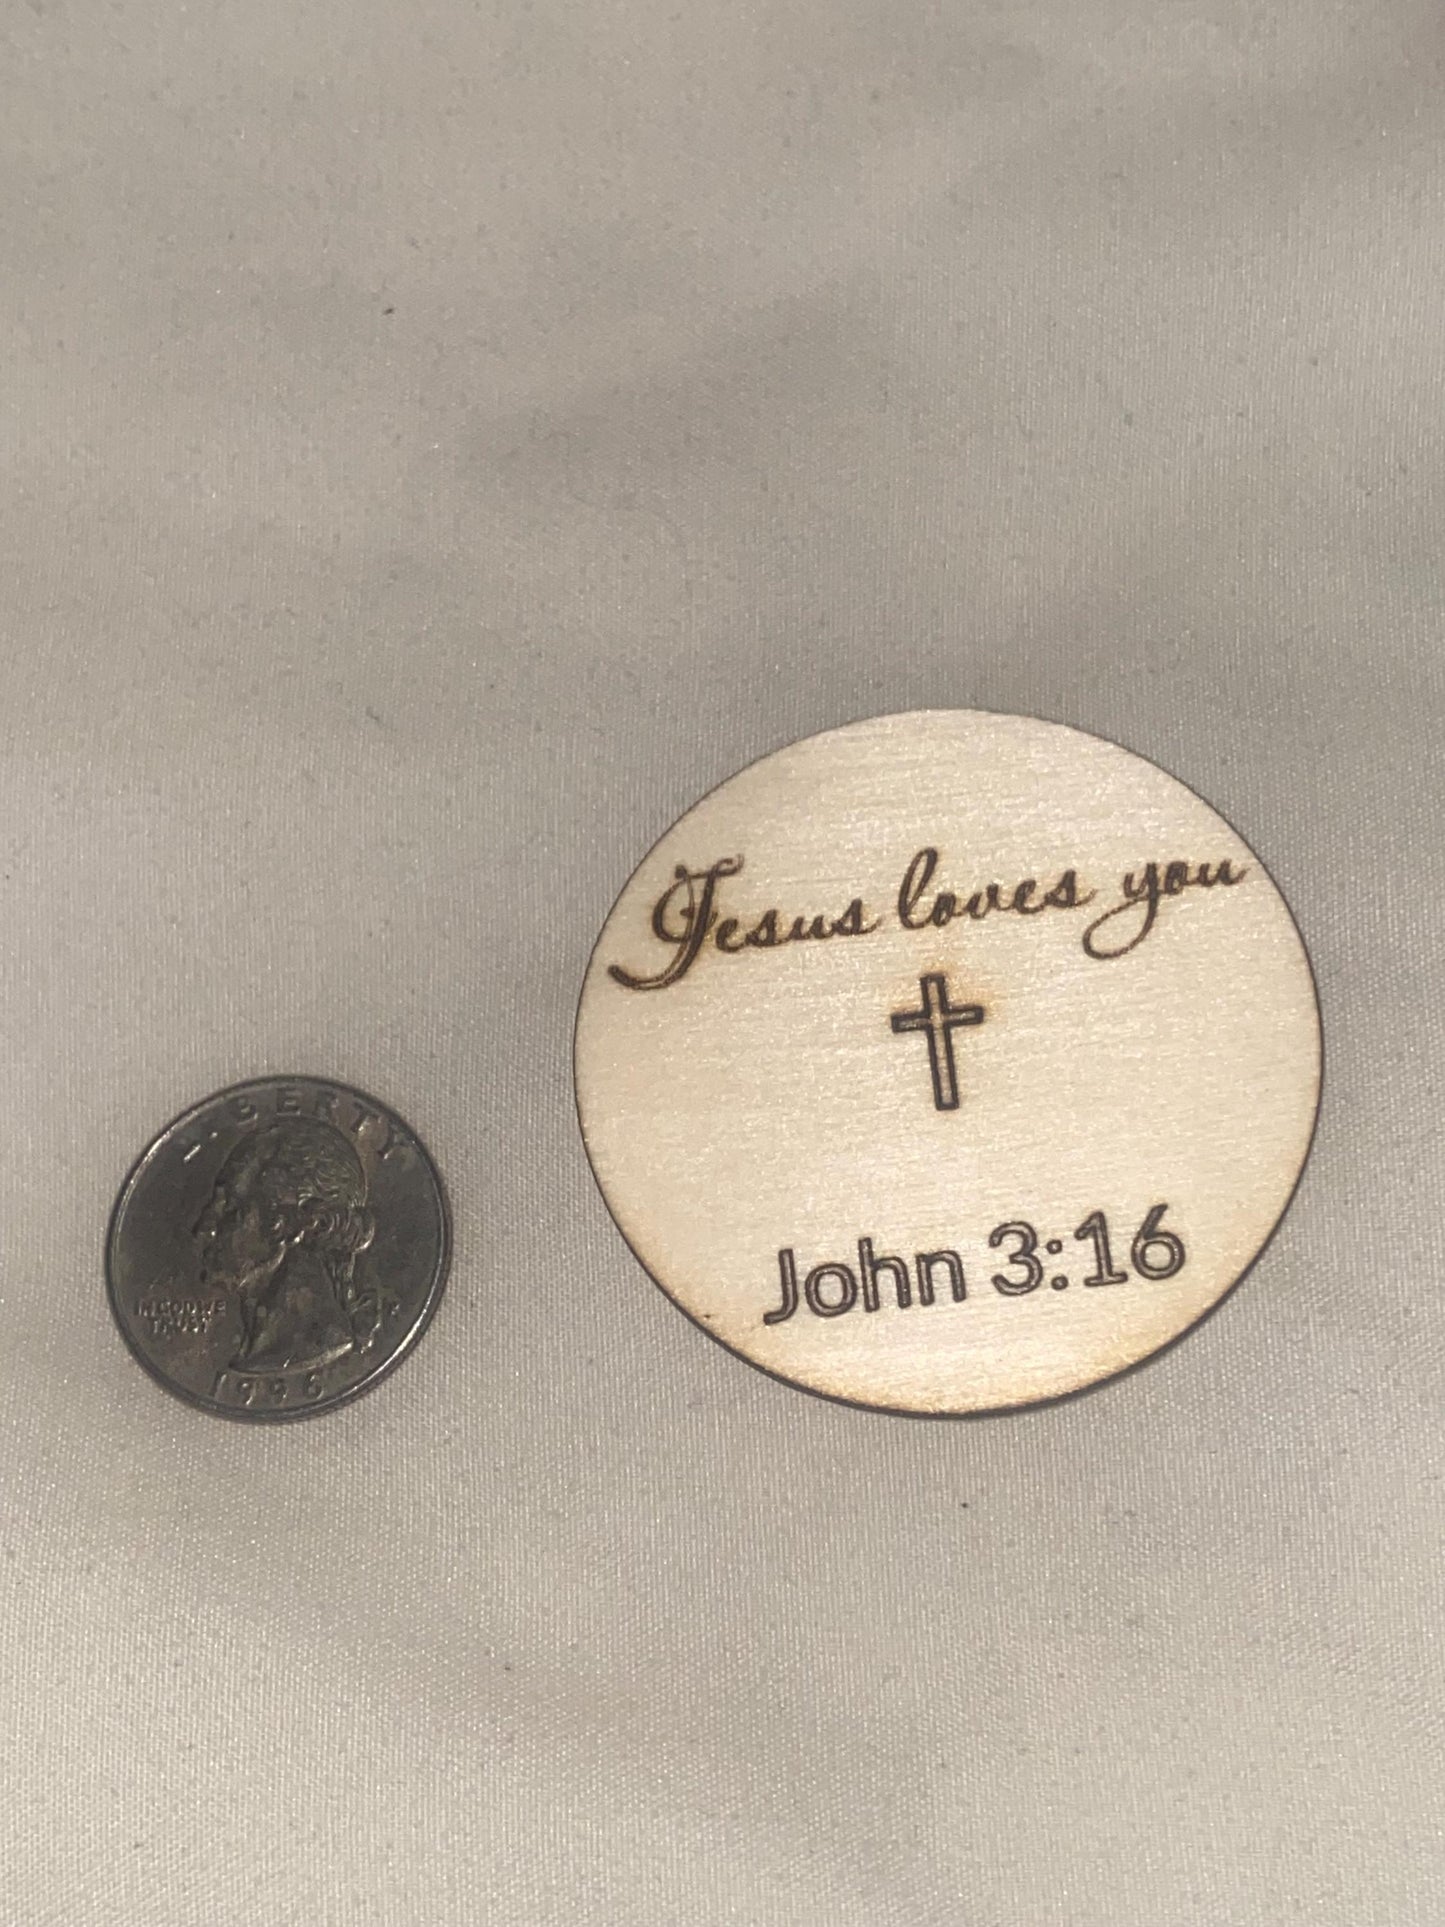 Jesus loves you
John 3:16
LIBERTY
IN GOD WE
TRUST
1996